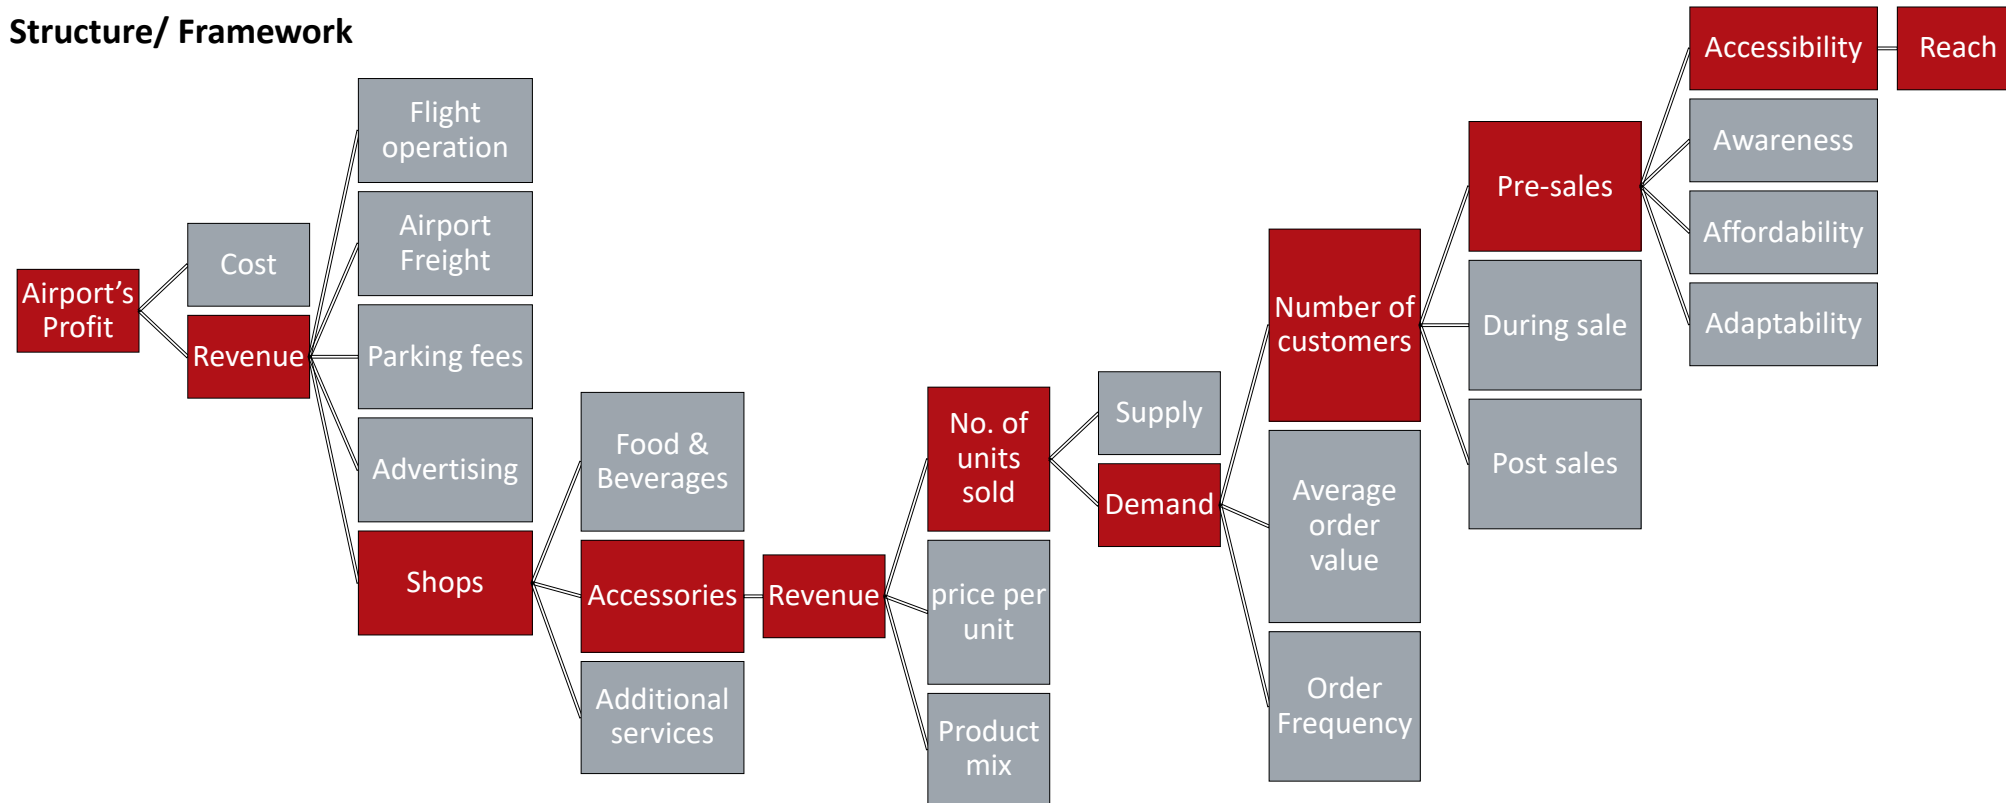 Structure/ Framework
Airport's
Profit
Cost
Revenue
Flight
operation
Airport
Freight
Parking fees
Advertising
Shops
Food &
Beverages
Accessories
Additional
services
Revenue
No. of
units
sold
price per
unit
Product
mix
Supply
Demand
Number of
customers
Average
order
value
Order
Frequency
Pre-sales
During sale
Post sales
Accessibility
Awareness
Affordability
Adaptability
Reach